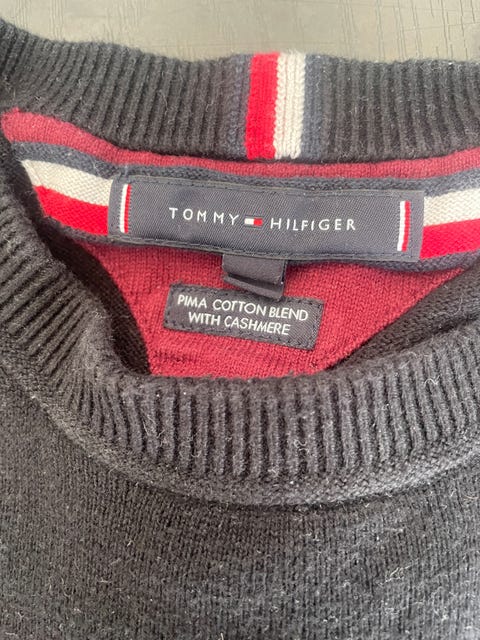 TOMMY HILFIGER
PIMA COTTON BLEND
WITH CASHMERE